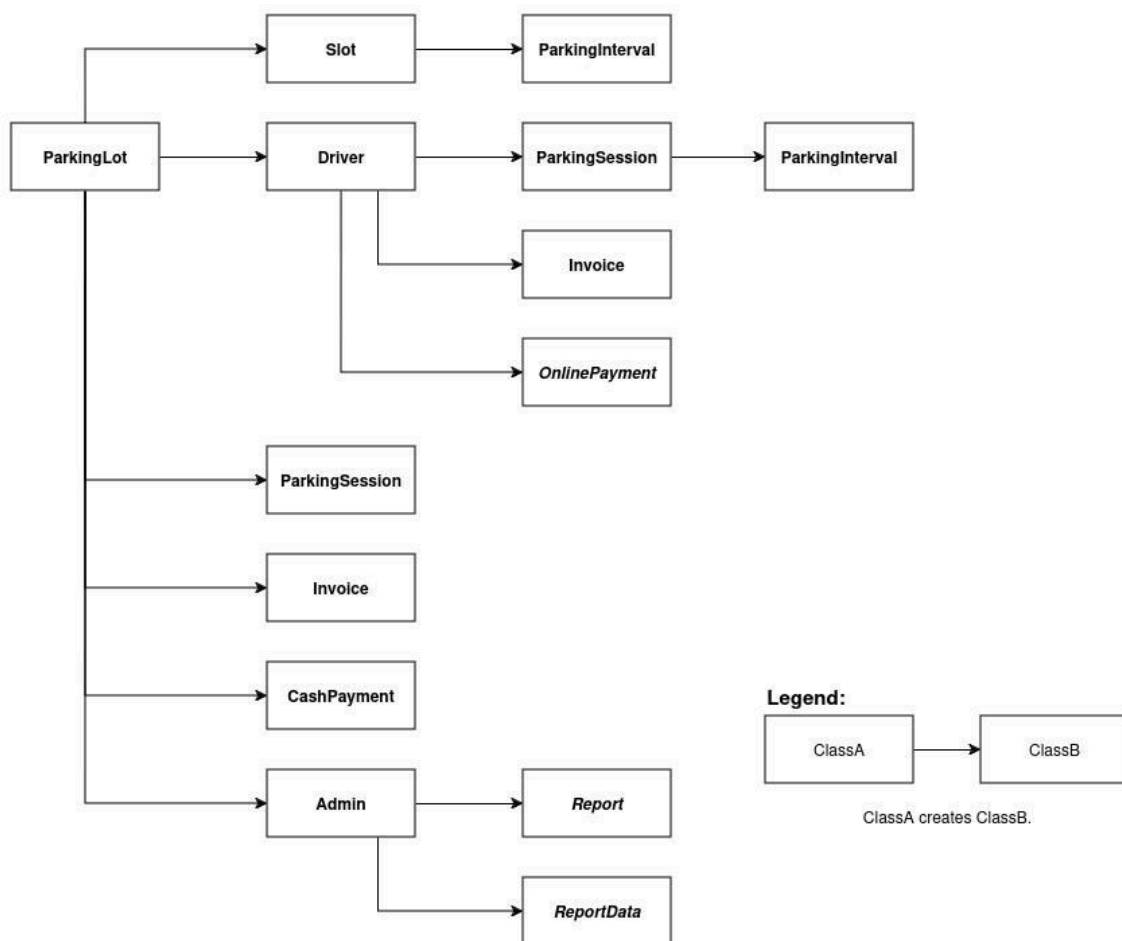 Slot
ParkingInterval
ParkingLot
Driver
ParkingSession
ParkingInterval
Invoice
OnlinePayment
ParkingSession
Invoice
CashPayment
Legend:
ClassA
ClassB
Admin
Report
ClassA creates ClassB.
ReportData